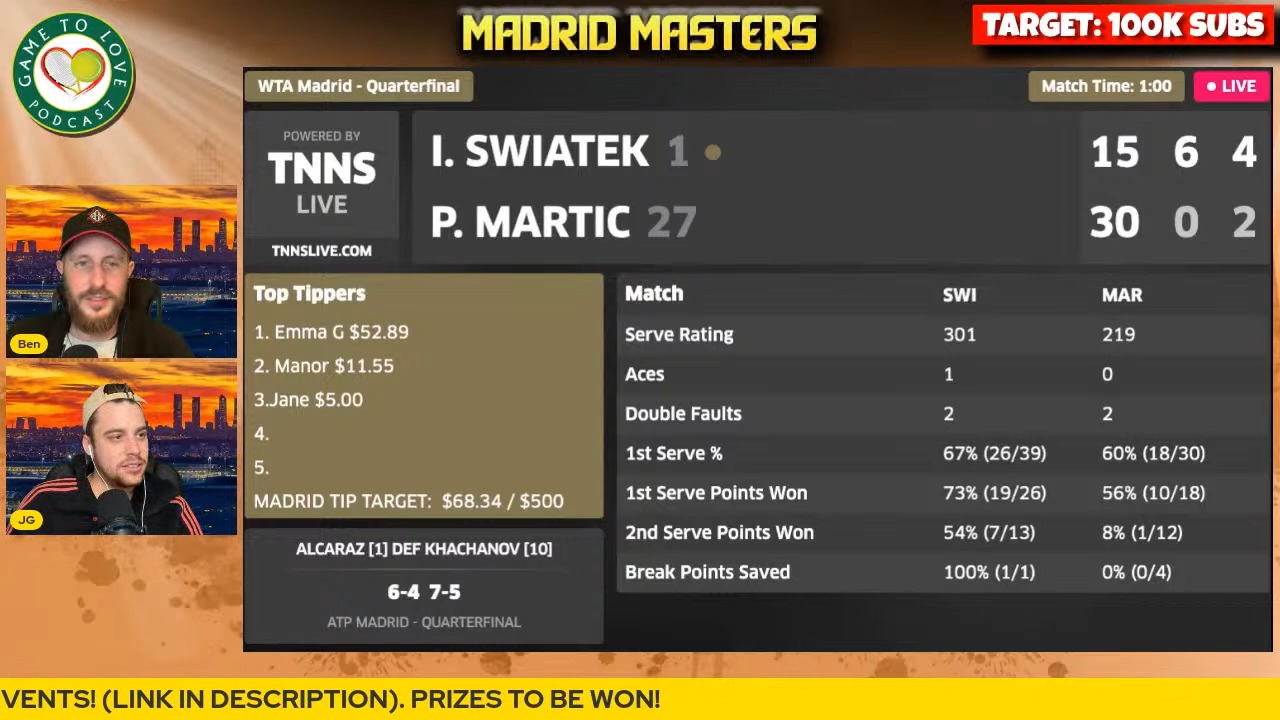 GAME TO LOVE
PODCAST
MADRID MASTERS
TARGET: 100K SUBS
WTA Madrid - Quarterfinal
Match Time: 1:00
LIVE
POWERED BY
TNNS
LIVE
TNNSLIVE.COM
I. SWIATEK 1 15 6 4
P. MARTIC 27 30 0 2
Ben
JG
Top Tippers
1. Emma G $52.89
2. Manor $11.55
3.Jane $5.00
4.
5.
MADRID TIP TARGET: $68.34 / $500
ALCARAZ [1] DEF KHACHANOV [10]
6-4 7-5
ATP MADRID - QUARTERFINAL
Match SWI MAR
Serve Rating 301 219
Aces 1 0
Double Faults 2 2
1st Serve % 67% (26/39) 60% (18/30)
1st Serve Points Won 73% (19/26) 56% (10/18)
2nd Serve Points Won 54% (7/13) 8% (1/12)
Break Points Saved 100% (1/1) 0% (0/4)
VENTS! (LINK IN DESCRIPTION). PRIZES TO BE WON!